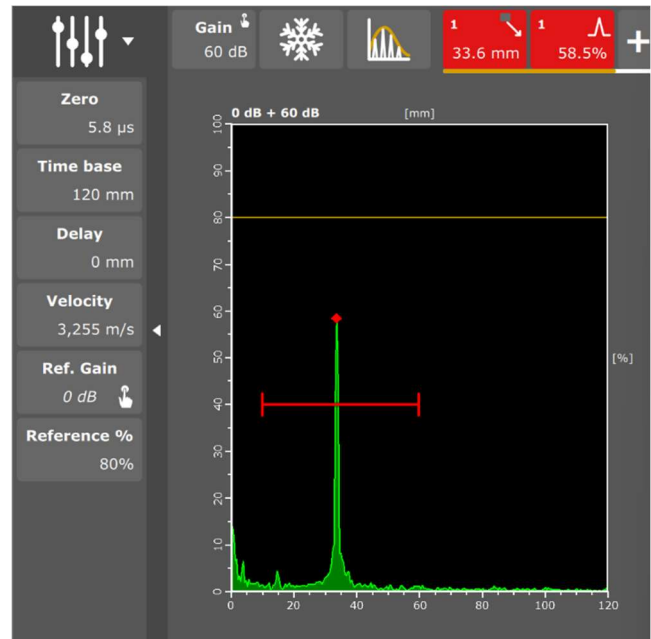 Gain
60 dB
1
33.6 mm
1
58.5%
+
Zero
5.8 µs
Time base
120 mm
Delay
0 mm
Velocity
3,255 m/s
Ref. Gain
0 dB
Reference %
80%
0 dB + 60 dB
[mm]
100
90
80
70
60
50
40
30
20
10
0
[%]
0 20 40 60 80 100 120